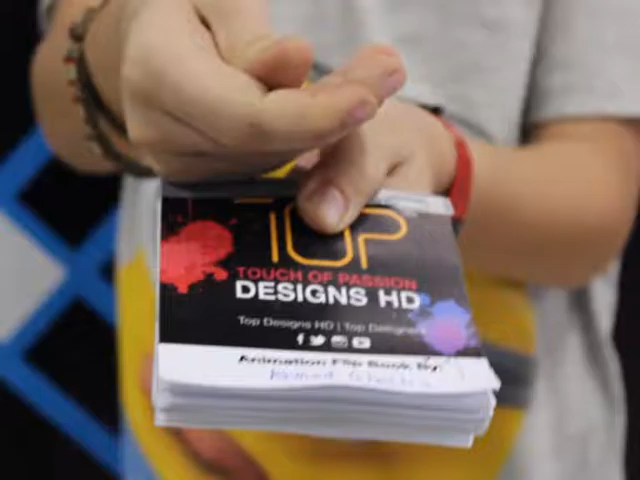 TOP
TOUCH OF PASSION
DESIGNS HD
Top Designs HD | Top Designs
Animation Flip Book By: